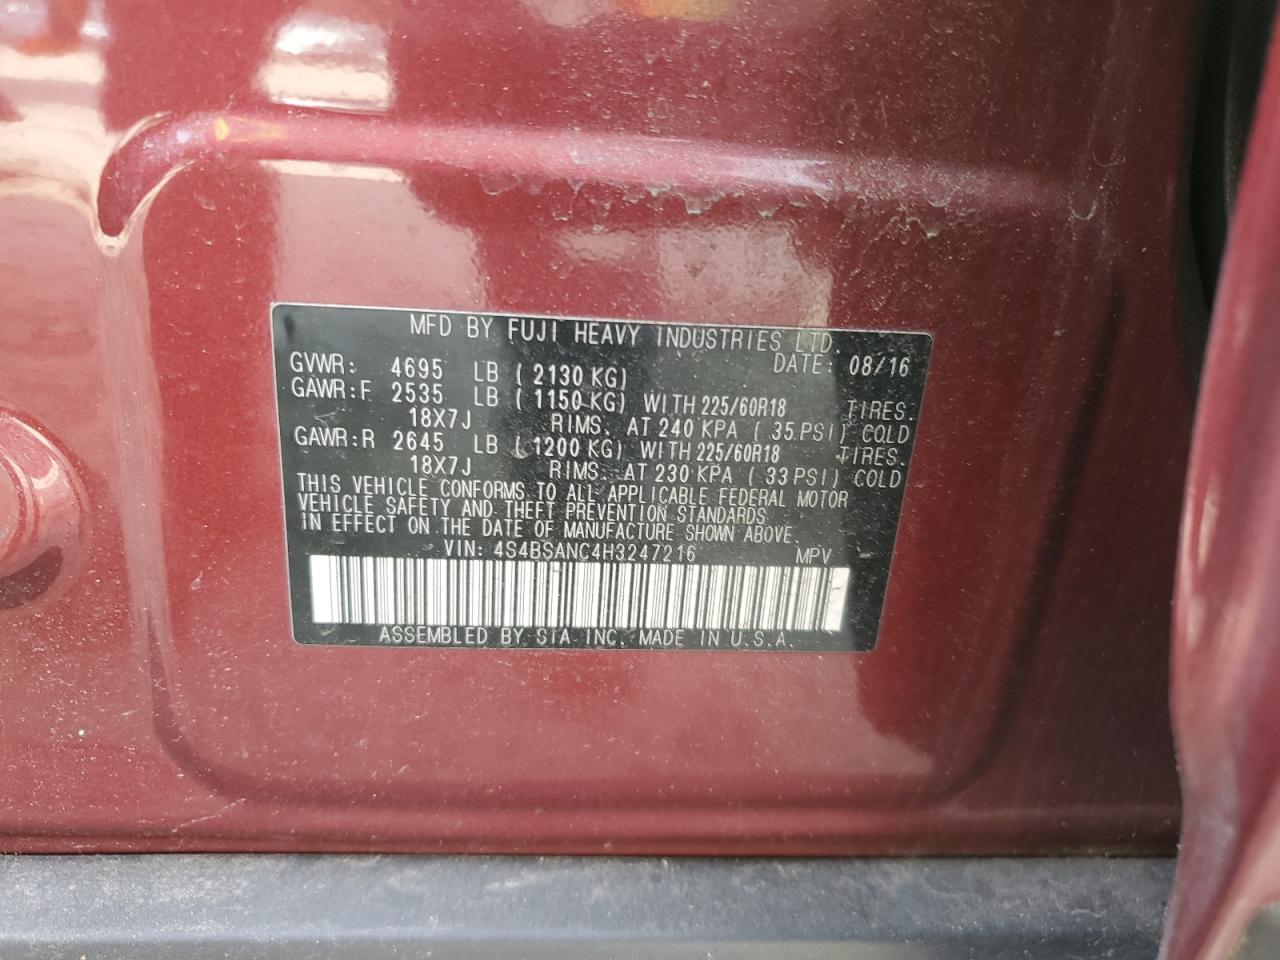 MFD BY FUJI HEAVY INDUSTRIES LTD.
DATE: 08/16
GVWR: 4695 LB ( 2130 KG)
GAWR:F 2535 LB ( 1150 KG) WITH 225/60R18 TIRES.
18X7J RIMS. AT 240 KPA ( 35 PSI) COLD
GAWR:R 2645 LB ( 1200 KG) WITH 225/60R18 TIRES.
18X7J RIMS. AT 230 KPA ( 33 PSI) COLD
THIS VEHICLE CONFORMS TO ALL APPLICABLE FEDERAL MOTOR
VEHICLE SAFETY AND THEFT PREVENTION STANDARDS
IN EFFECT ON THE DATE OF MANUFACTURE SHOWN ABOVE.
VIN: 4S4BSANC4H3247216 MPV
ASSEMBLED BY SIA INC. MADE IN U.S.A.